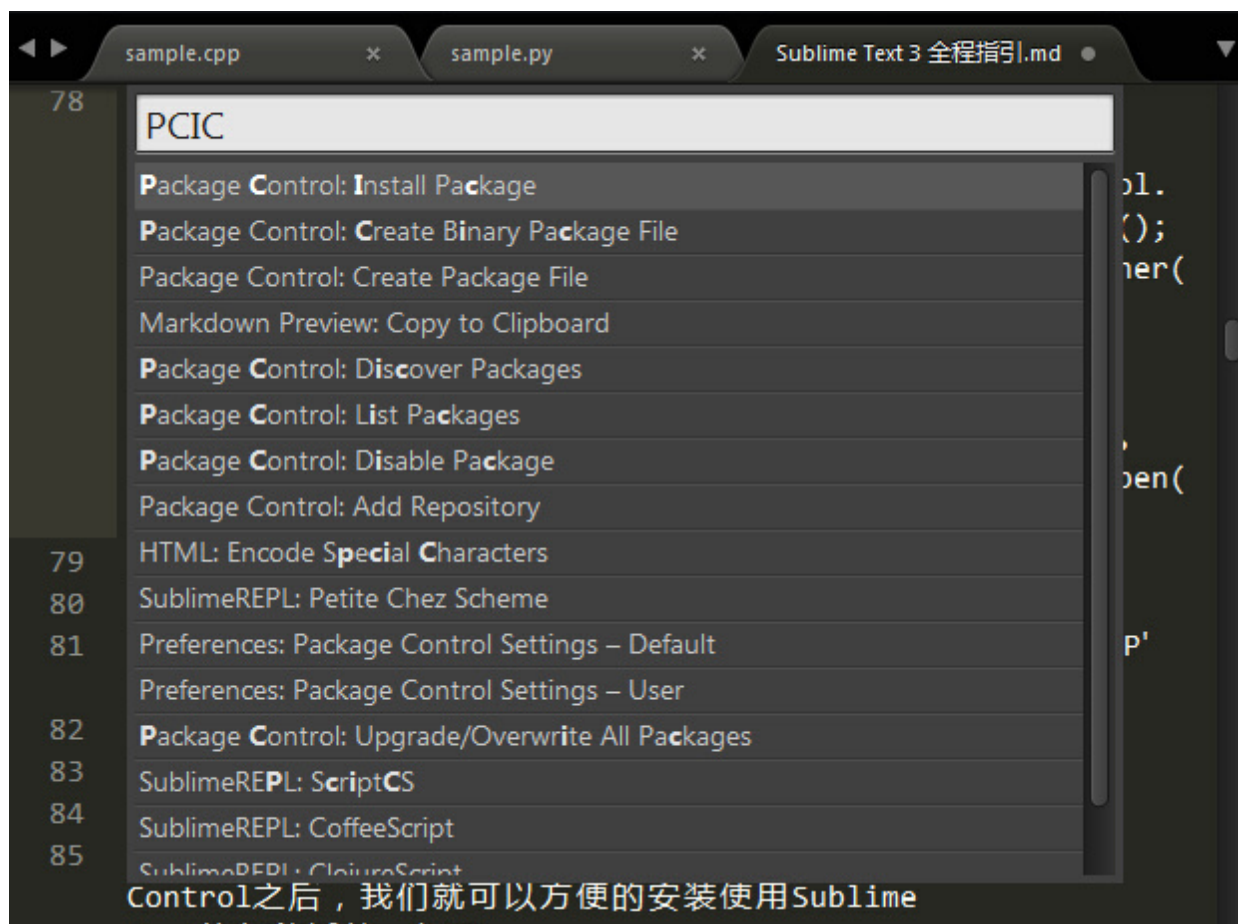 sample.cpp × sample.py × Sublime Text 3 全程指引.md
78
PCIC
Package Control: Install Package
ol.
Package Control: Create Binary Package File
();
Package Control: Create Package File
her(
Markdown Preview: Copy to Clipboard
Package Control: Discover Packages
Package Control: List Packages
Package Control: Disable Package
pen(
Package Control: Add Repository
79 HTML: Encode Special Characters
80 SublimeREPL: Petite Chez Scheme
81 Preferences: Package Control Settings – Default P'
Preferences: Package Control Settings – User
82 Package Control: Upgrade/Overwrite All Packages
83 SublimeREPL: ScriptCS
84 SublimeREPL: CoffeeScript
85 SublimeREPL: ClojureScript
Control之后，我们就可以方便的安装使用Sublime